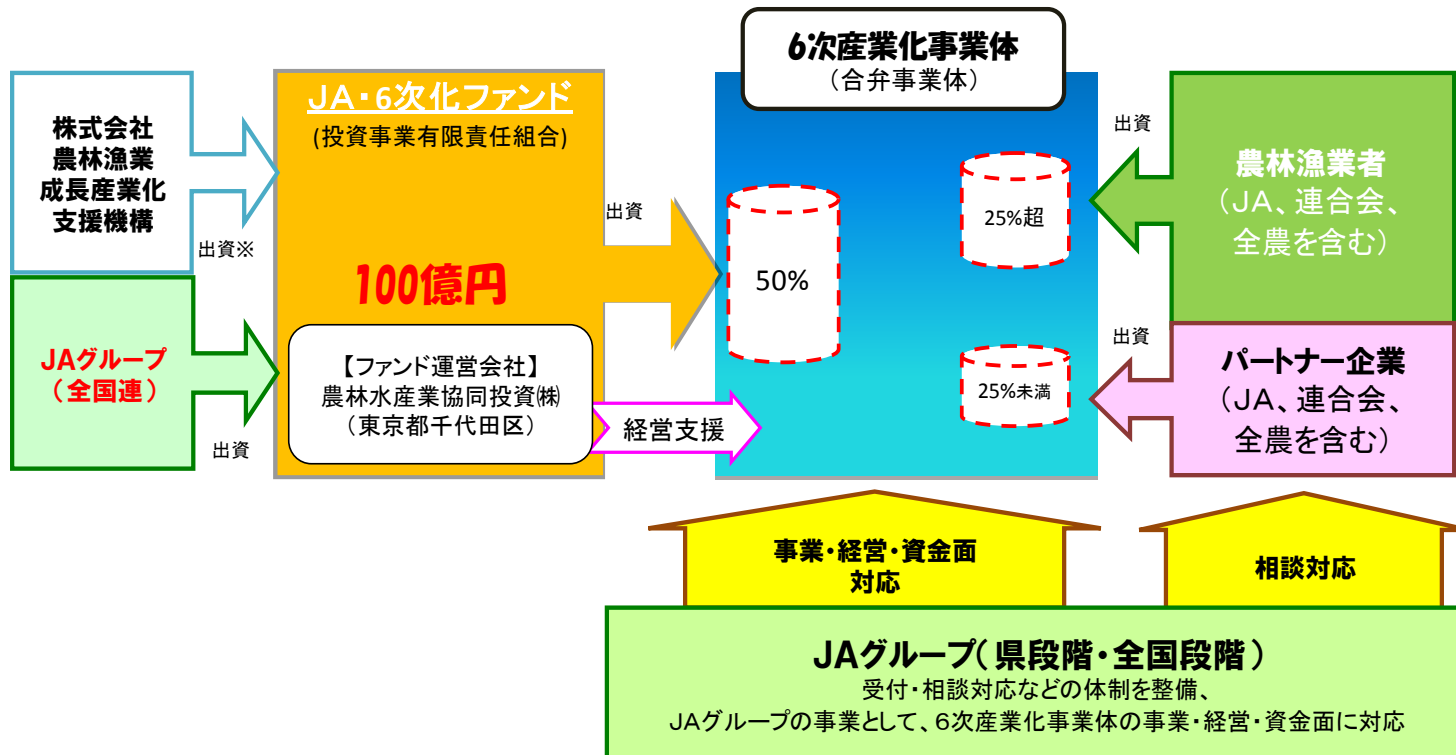 6次産業化事業体
(合弁事業体)
株式会社
農林漁業
成長産業化
支援機構
出資※
JAグループ
(全国連)
出資
JA・6次化ファンド
(投資事業有限責任組合)
100億円
【ファンド運営会社】
農林水産業協同投資㈱
(東京都千代田区)
出資
経営支援
50%
25%超
25%未満
出資
農林漁業者
(JA、連合会、
全農を含む)
出資
パートナー企業
(JA、連合会、
全農を含む)
事業・経営・資金面
対応
相談対応
JAグループ(県段階・全国段階)
受付・相談対応などの体制を整備、
JAグループの事業として、6次産業化事業体の事業・経営・資金面に対応